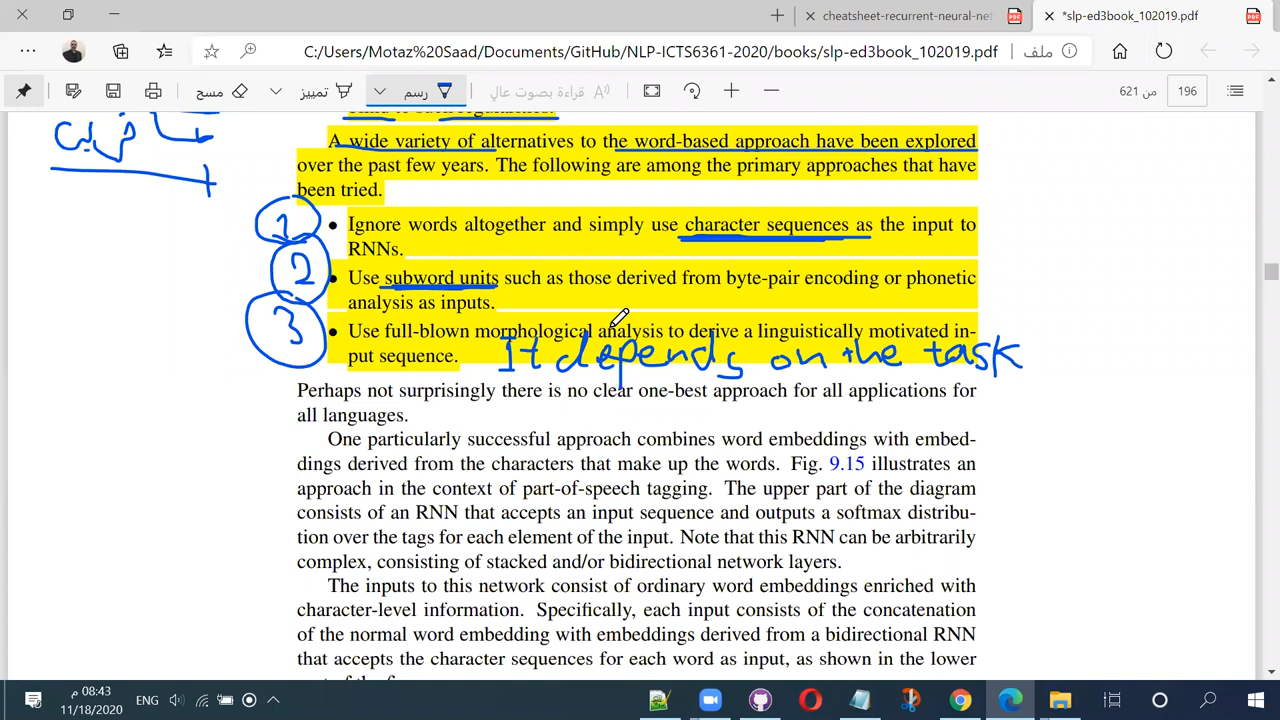 cheatsheet-recurrent-neural-net
*slp-ed3book_102019.pdf
C:/Users/Motaz%20Saad/Documents/GitHub/NLP-ICTS6361-2020/books/slp-ed3book_102019.pdf
ملف
مسح
تمييز
رسم
قراءة بصوت عالي
196
من 621
A wide variety of alternatives to the word-based approach have been explored
over the past few years. The following are among the primary approaches that have
been tried.
1 • Ignore words altogether and simply use character sequences as the input to
RNNs.
2 • Use subword units such as those derived from byte-pair encoding or phonetic
analysis as inputs.
3 • Use full-blown morphological analysis to derive a linguistically motivated in-
put sequence.
It depends on the task
Perhaps not surprisingly there is no clear one-best approach for all applications for
all languages.
One particularly successful approach combines word embeddings with embed-
dings derived from the characters that make up the words. Fig. 9.15 illustrates an
approach in the context of part-of-speech tagging. The upper part of the diagram
consists of an RNN that accepts an input sequence and outputs a softmax distribu-
tion over the tags for each element of the input. Note that this RNN can be arbitrarily
complex, consisting of stacked and/or bidirectional network layers.
The inputs to this network consist of ordinary word embeddings enriched with
character-level information. Specifically, each input consists of the concatenation
of the normal word embedding with embeddings derived from a bidirectional RNN
that accepts the character sequences for each word as input, as shown in the lower
ENG
08:43 م
11/18/2020